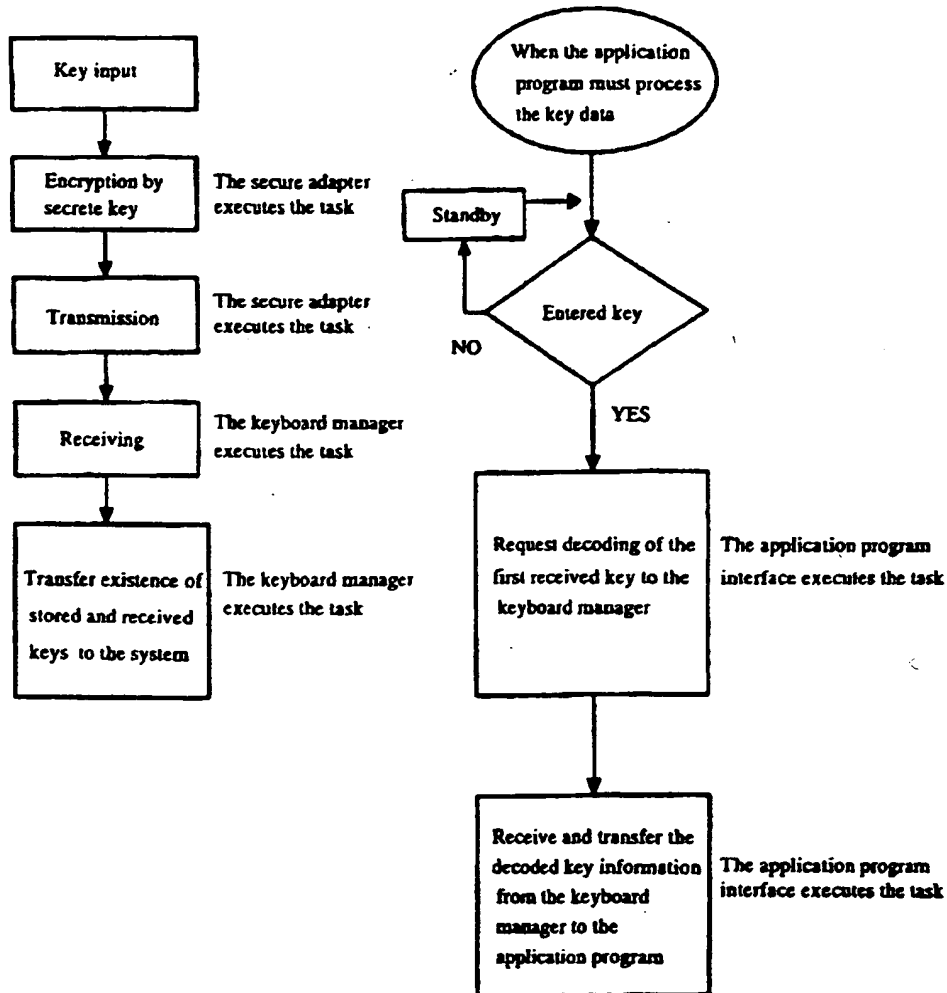 Key input
Encryption by
secrete key
The secure adapter
executes the task
Transmission
The secure adapter
executes the task
Receiving
The keyboard manager
executes the task
Transfer existence of
stored and received
keys to the system
The keyboard manager
executes the task
When the application
program must process
the key data
Standby
Entered key
NO
YES
Request decoding of the
first received key to the
keyboard manager
The application program
interface executes the task
Receive and transfer the
decoded key information
from the keyboard
manager to the
application program
The application program
interface executes the task